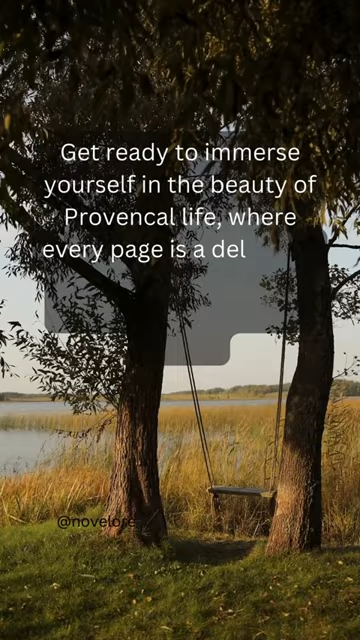 Get ready to immerse
yourself in the beauty of
Provencal life, where
every page is a del
@novelore